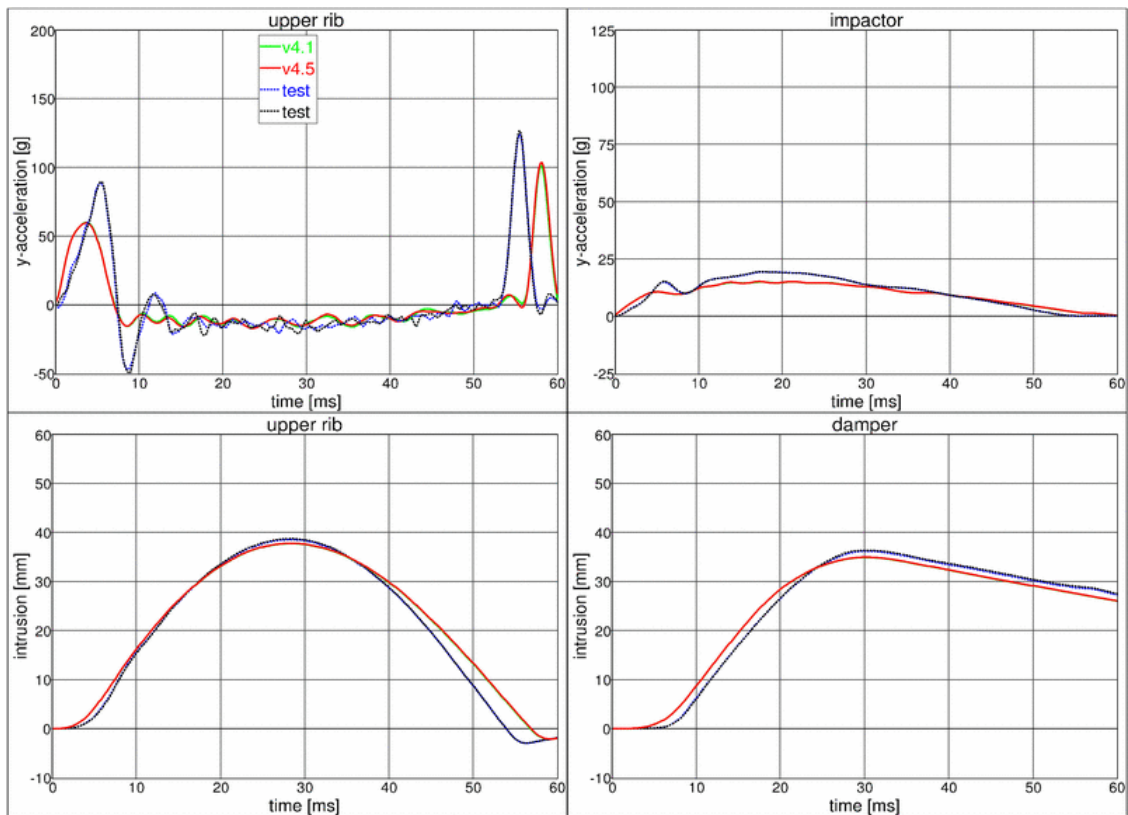 upper rib
200
150
100
50
0
-50
y-acceleration [g]
v4.1
v4.5
test
test
0 10 20 30 40 50 60
time [ms]
impactor
125
100
75
50
25
0
-25
y-acceleration [g]
0 10 20 30 40 50 60
time [ms]
upper rib
60
50
40
30
20
10
0
-10
intrusion [mm]
0 10 20 30 40 50 60
time [ms]
damper
60
50
40
30
20
10
0
-10
intrusion [mm]
0 10 20 30 40 50 60
time [ms]